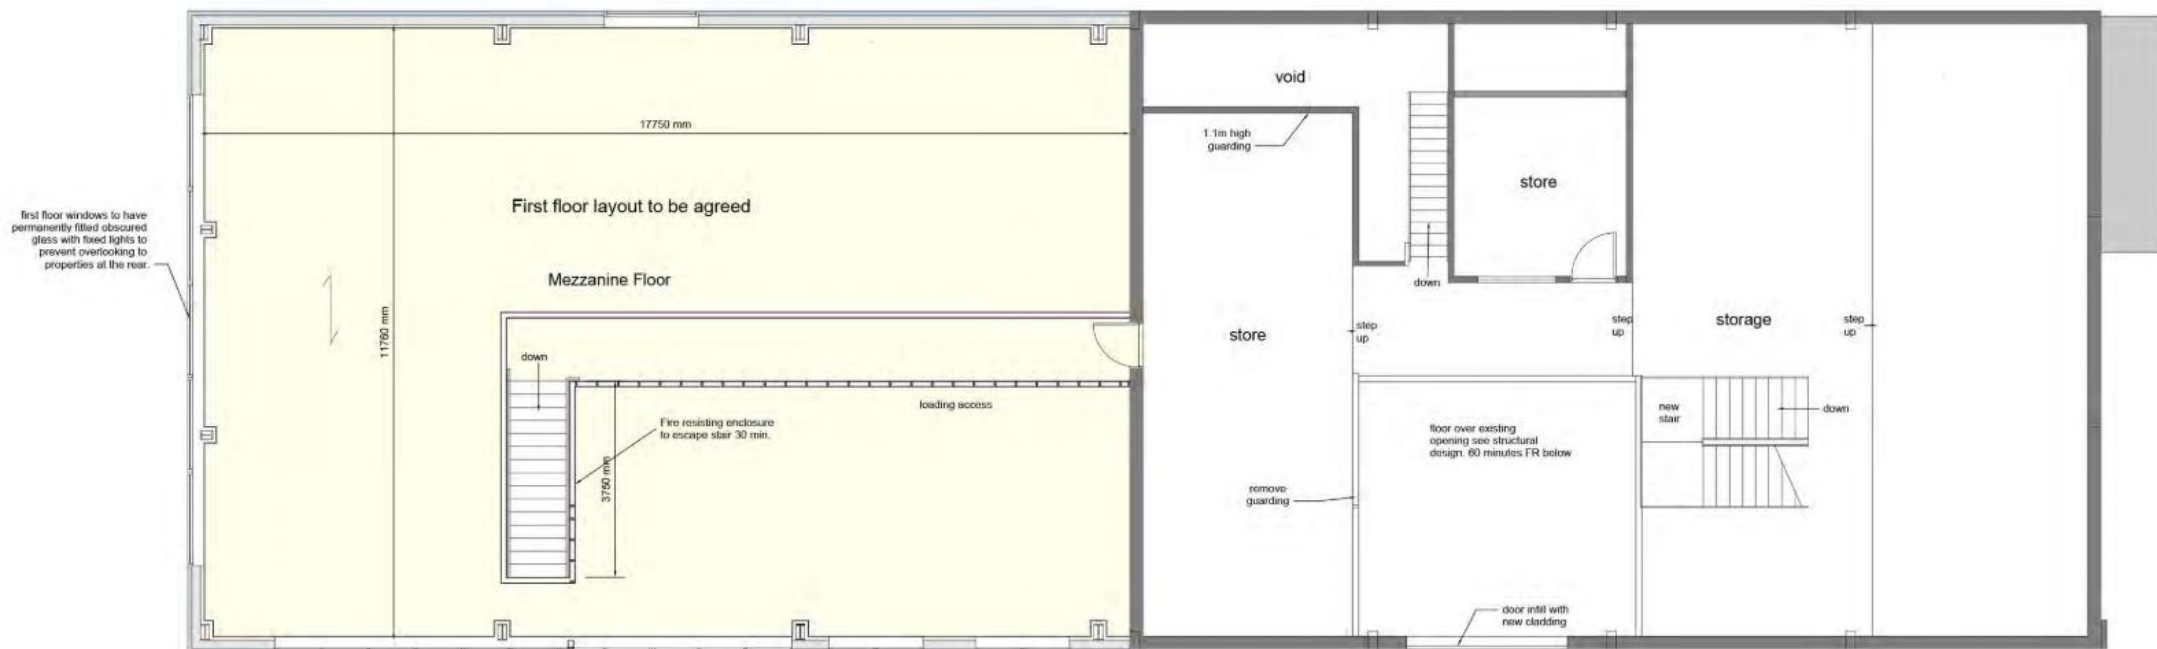 void
17750 mm
1.1m high
guarding
store
First floor layout to be agreed
first floor windows to have
permanently fitted obscured
glass with fixed lights to
prevent overlooking to
properties at the rear.
Mezzanine Floor
down
11760 mm
store
step
up
step
up
storage
step
up
down
loading access
new
stair
down
Fire resisting enclosure
to escape stair 30 min.
floor over existing
opening see structural
design. 60 minutes FR below
3750 mm
remove
guarding
door infill with
new cladding